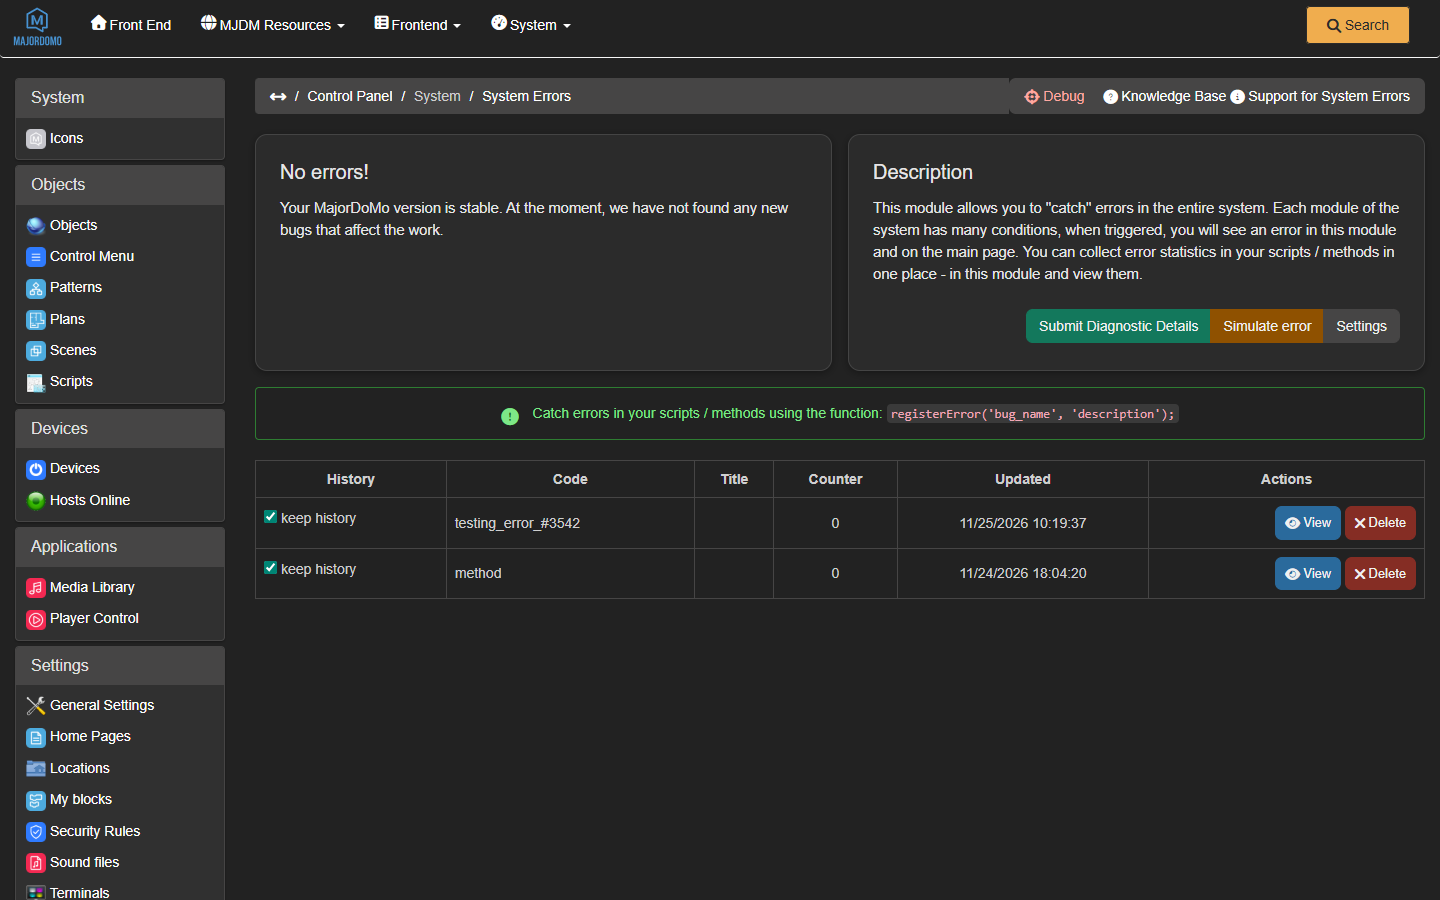 MAJORDOMO
Front End
MJDM Resources
Frontend
System
Search
System
Icons
Objects
Objects
Control Menu
Patterns
Plans
Scenes
Scripts
Devices
Devices
Hosts Online
Applications
Media Library
Player Control
Settings
General Settings
Home Pages
Locations
My blocks
Security Rules
Sound files
Terminals
/ Control Panel / System / System Errors
Debug
Knowledge Base
Support for System Errors
No errors!
Your MajorDoMo version is stable. At the moment, we have not found any new
bugs that affect the work.
Description
This module allows you to "catch" errors in the entire system. Each module of the
system has many conditions, when triggered, you will see an error in this module
and on the main page. You can collect error statistics in your scripts / methods in
one place - in this module and view them.
Submit Diagnostic Details
Simulate error
Settings
Catch errors in your scripts / methods using the function: registerError('bug_name', 'description');
History Code Title Counter Updated Actions
keep history testing_error_#3542 0 11/25/2026 10:19:37 View Delete
keep history method 0 11/24/2026 18:04:20 View Delete